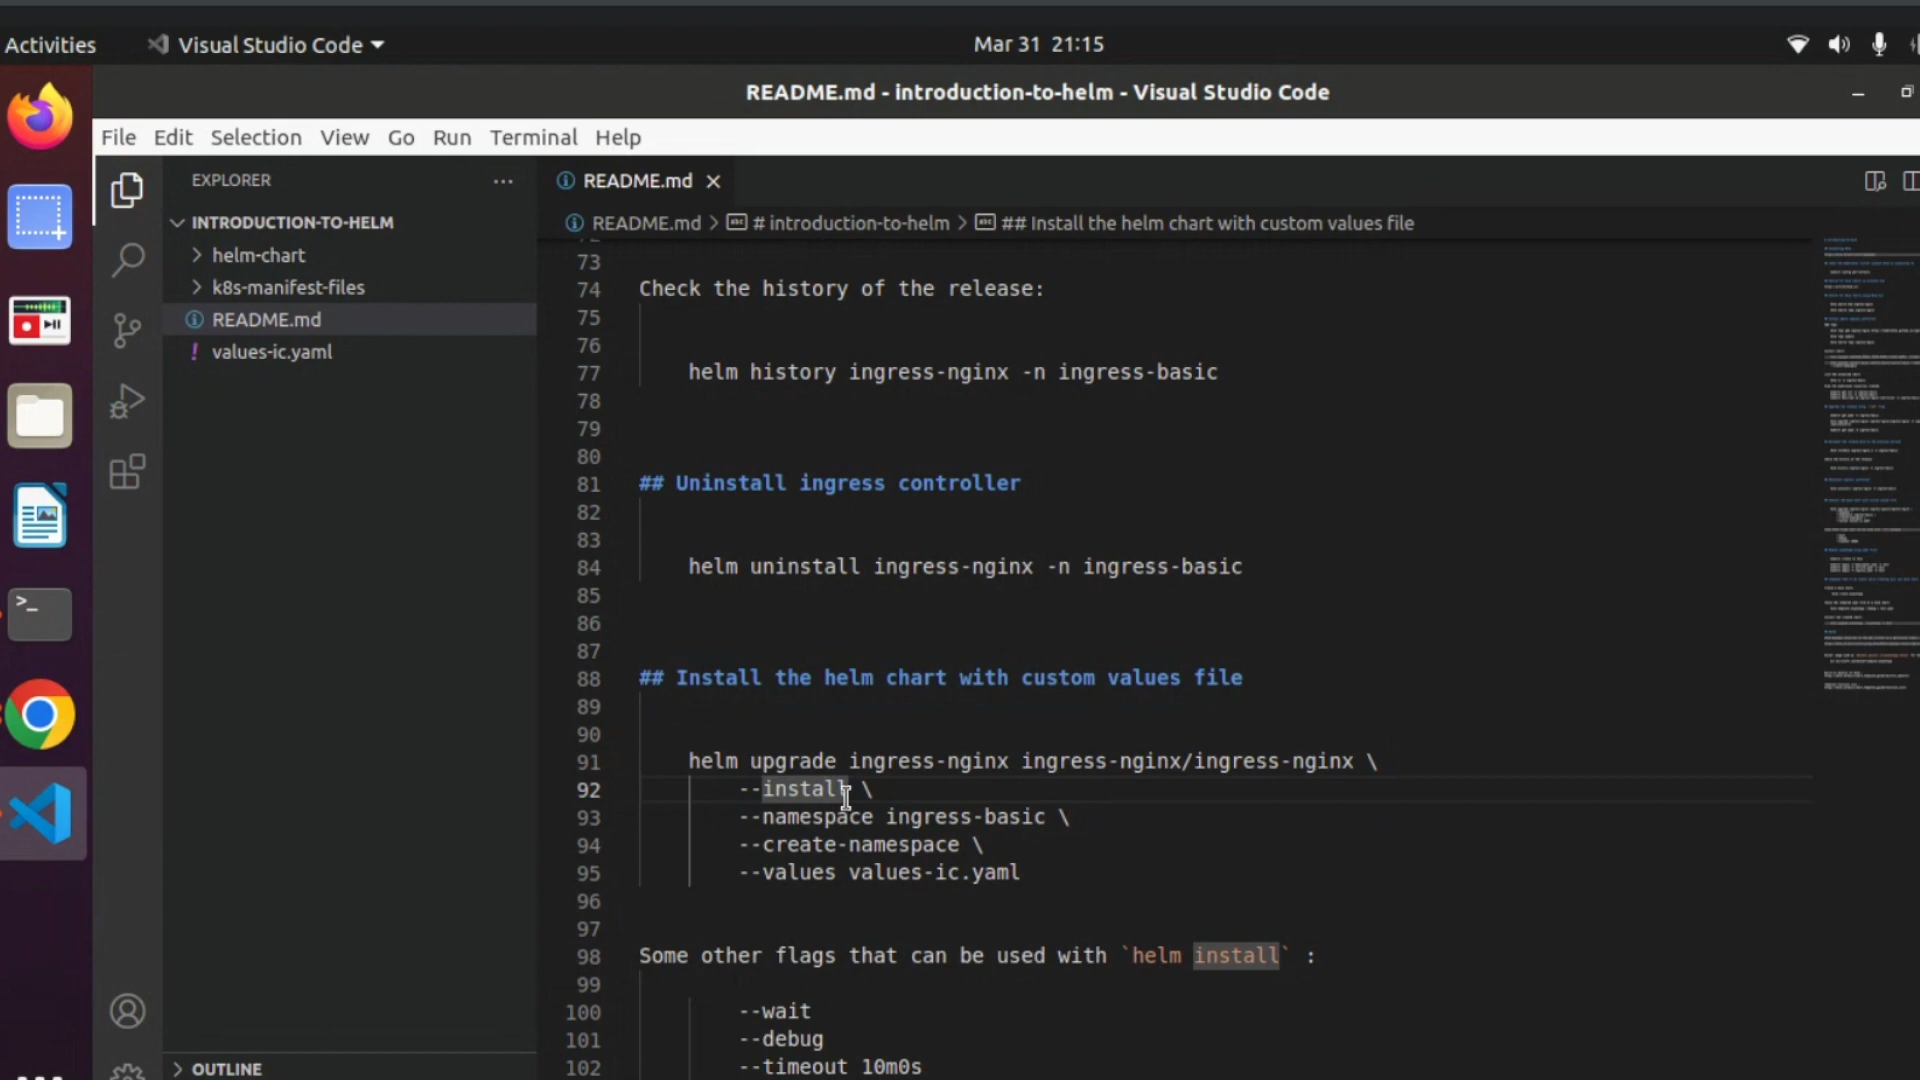 Activities
Visual Studio Code
Mar 31 21:15
README.md - introduction-to-helm - Visual Studio Code
File Edit Selection View Go Run Terminal Help
EXPLORER
INTRODUCTION-TO-HELM
helm-chart
k8s-manifest-files
README.md
values-ic.yaml
OUTLINE
README.md
README.md > # introduction-to-helm > ## Install the helm chart with custom values file
73
74 Check the history of the release:
75
76
77 helm history ingress-nginx -n ingress-basic
78
79
80
81 ## Uninstall ingress controller
82
83
84 helm uninstall ingress-nginx -n ingress-basic
85
86
87
88 ## Install the helm chart with custom values file
89
90
91 helm upgrade ingress-nginx ingress-nginx/ingress-nginx \
92 --install \
93 --namespace ingress-basic \
94 --create-namespace \
95 --values values-ic.yaml
96
97
98 Some other flags that can be used with `helm install` :
99
100 --wait
101 --debug
102 --timeout 10m0s